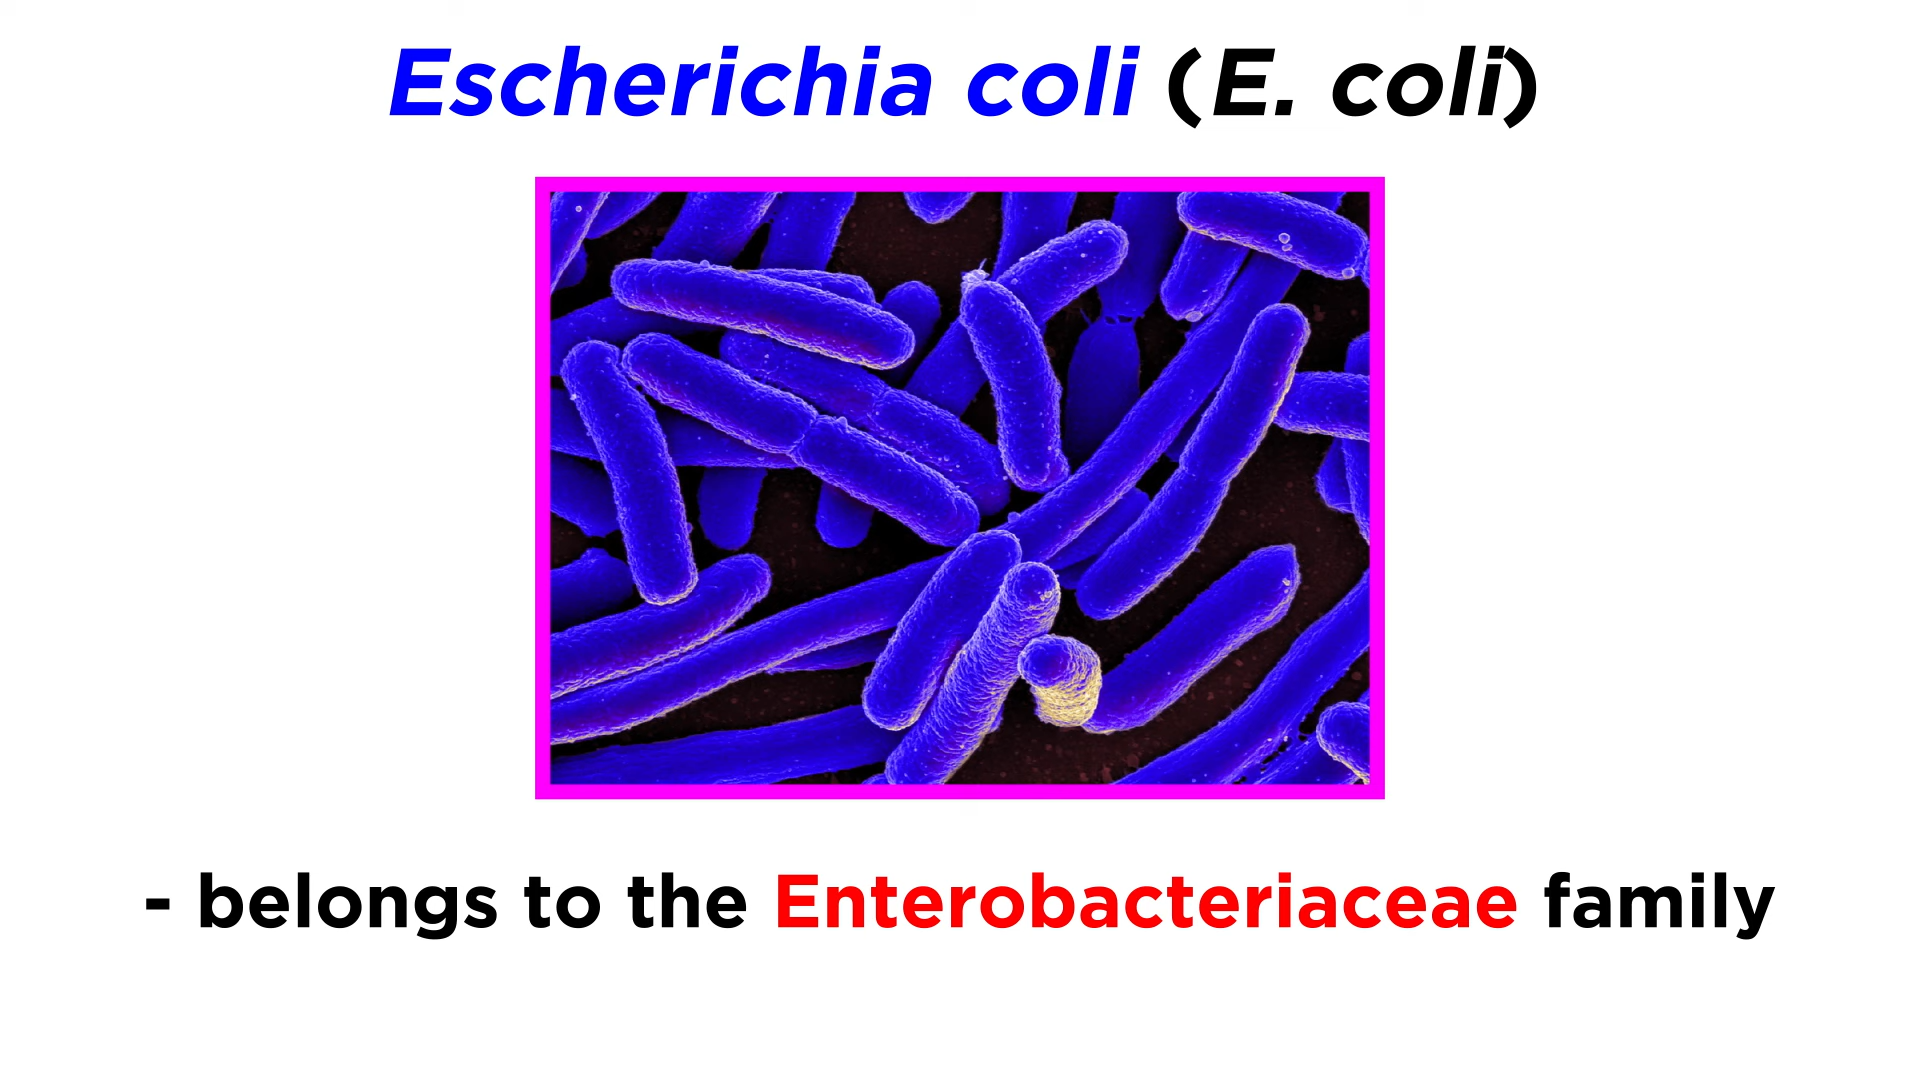 Escherichia coli (E. coli)
- belongs to the Enterobacteriaceae family